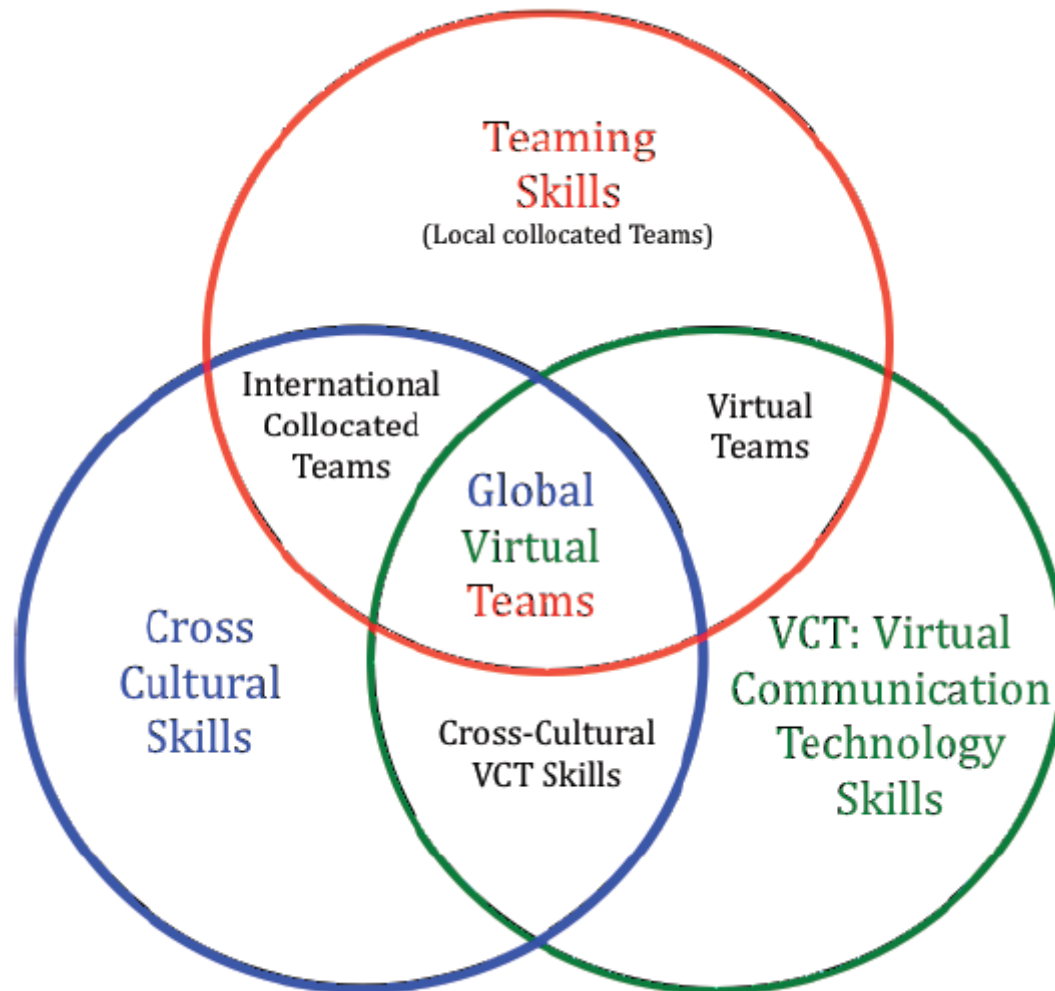 Teaming
Skills
(Local collocated Teams)
International
Collocated
Teams
Virtual
Teams
Global
Virtual
Teams
Cross
Cultural
Skills
VCT: Virtual
Communication
Technology
Skills
Cross-Cultural
VCT Skills